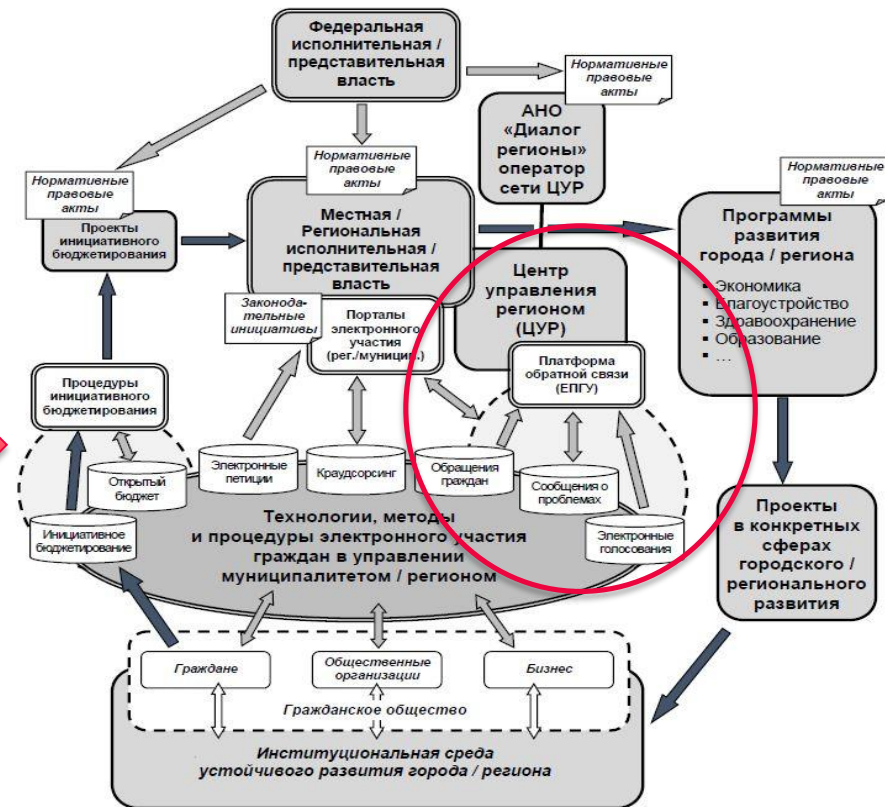 Федеральная
исполнительная /
представительная
власть
Нормативные
правовые
акты
АНО
«Диалог
регионы»
оператор
сети ЦУР
Нормативные
правовые
акты
Нормативные
правовые
акты
Нормативные
правовые
акты
Проекты
инициативного
бюджетирования
Местная /
Региональная
исполнительная /
представительная
власть
Программы
развития
города / региона
▪ Экономика
▪ Благоустройство
▪ Здравоохранение
▪ Образование
▪ ...
Центр
управления
регионом
(ЦУР)
Законода-
тельные
инициативы
Порталы
электронного
участия
(рег./муницип.)
Платформа
обратной связи
(ЕПГУ)
Процедуры
инициативного
бюджетирования
Открытый
бюджет
Электронные
петиции
Краудсорсинг
Обращения
граждан
Сообщения о
проблемах
Инициативное
бюджетирование
Электронные
голосования
Технологии, методы
и процедуры электронного участия
граждан в управлении
муниципалитетом / регионом
Проекты
в конкретных
сферах
городского /
регионального
развития
Граждане
Общественные
организации
Бизнес
Гражданское общество
Институциональная среда
устойчивого развития города / региона